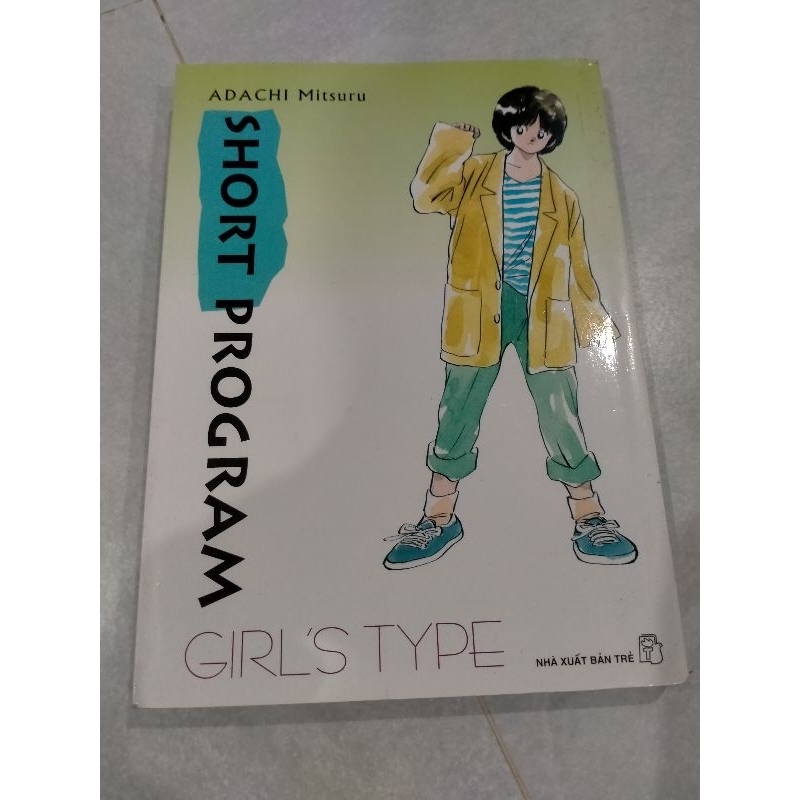 ADACHI Mitsuru
SHORT PROGRAM
GIRL'S TYPE
NHÀ XUẤT BẢN TRẺ
T